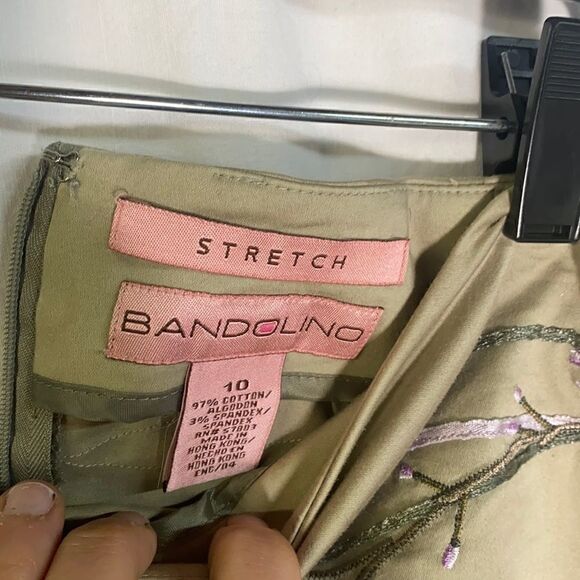 STRETCH
BANDOLINO
10
97% COTTON/
ALGODON
3% SPANDEX/
SPANDEX
RN# 57003
MADE IN
HONG KONG/
HECHO EN
HONG KONG
ENC/04